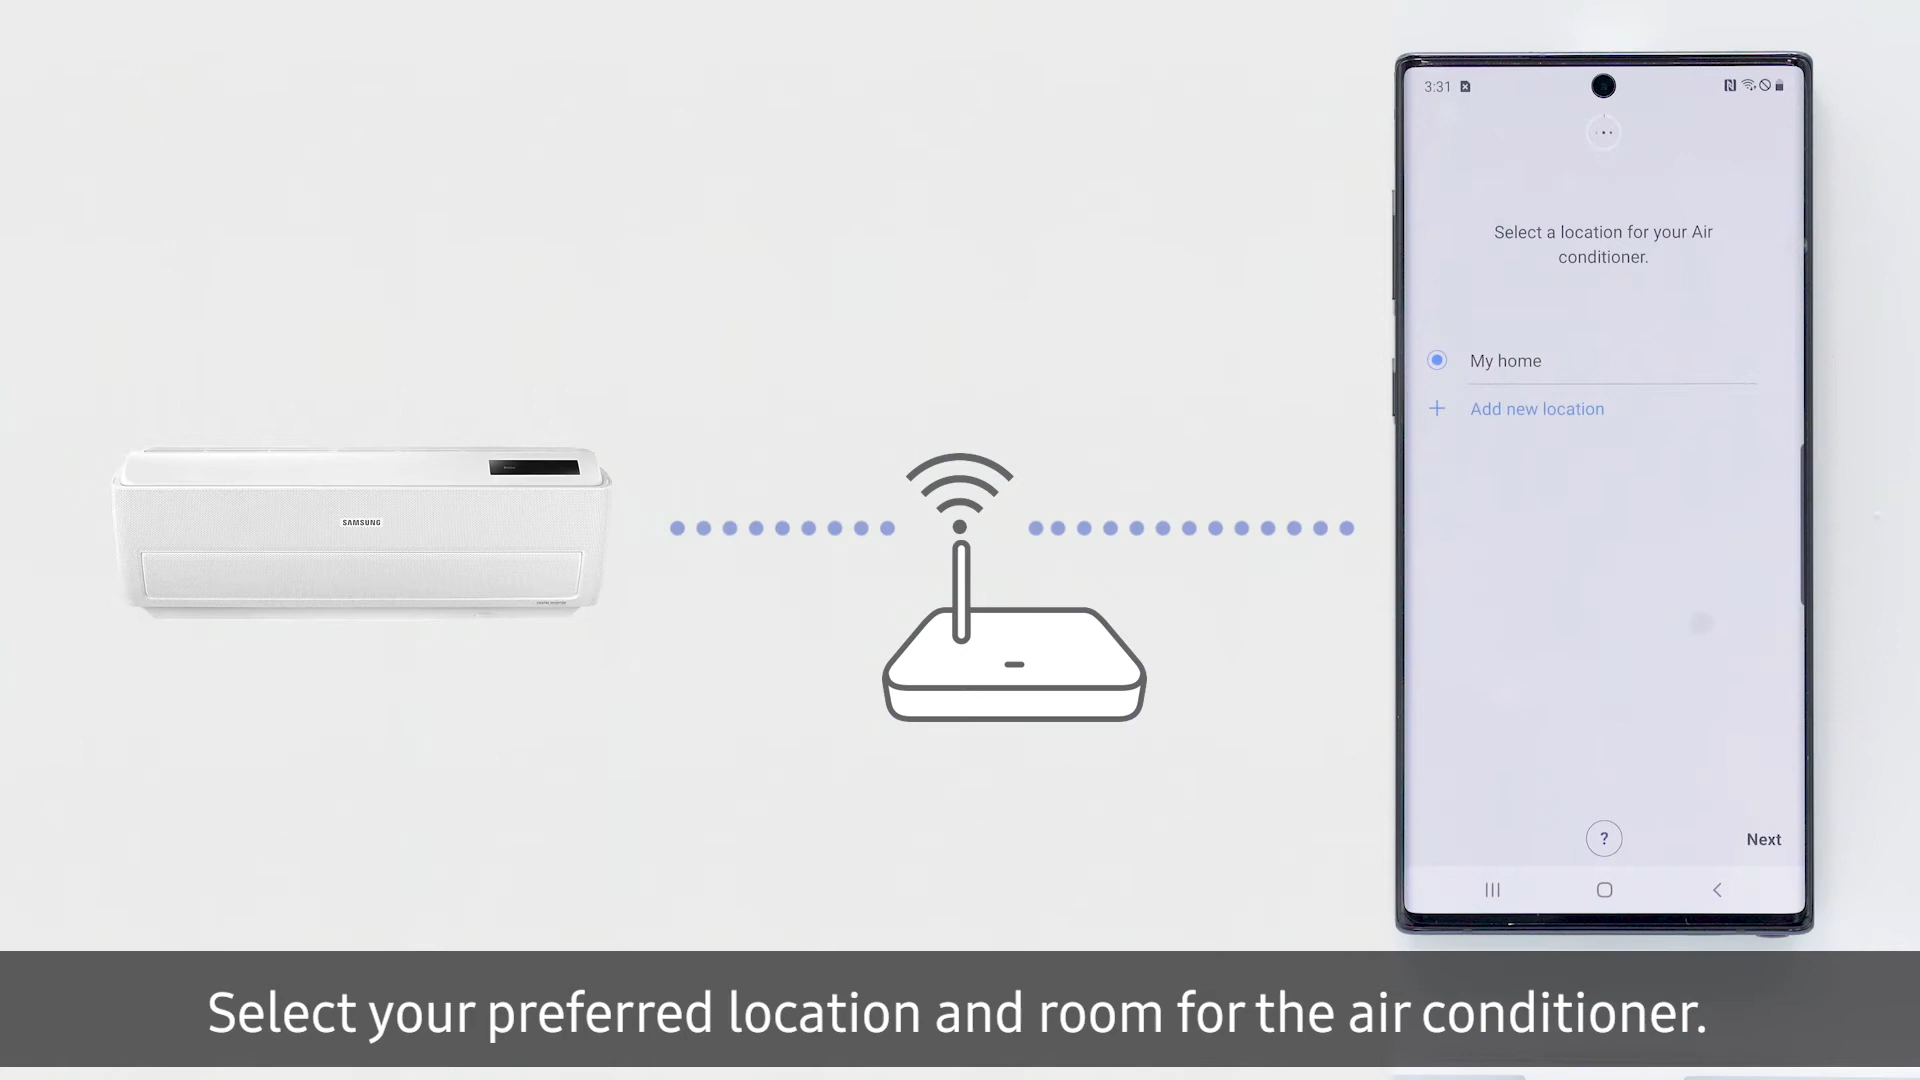 3:31
Select a location for your Air
conditioner.
My home
+ Add new location
SAMSUNG
?
Next
Select your preferred location and room for the air conditioner.